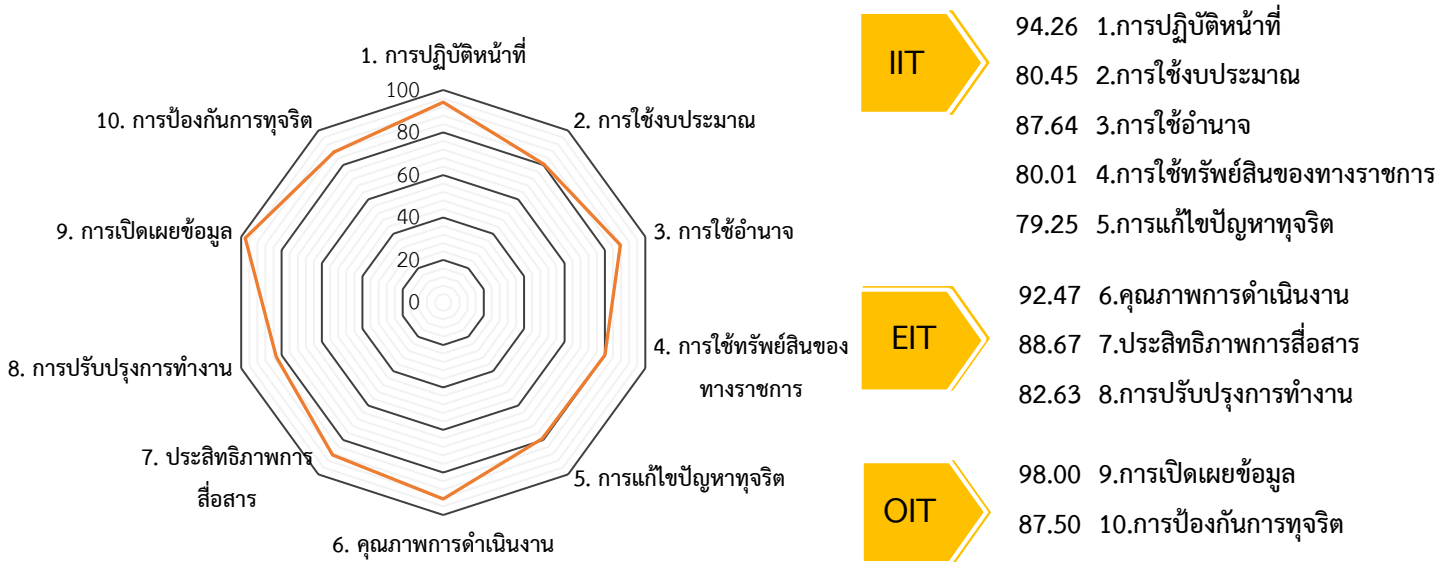 1. การปฏิบัติหน้าที่
2. การใช้งบประมาณ
3. การใช้อำนาจ
4. การใช้ทรัพย์สินของ
ทางราชการ
5. การแก้ไขปัญหาทุจริต
6. คุณภาพการดำเนินงาน
7. ประสิทธิภาพการ
สื่อสาร
8. การปรับปรุงการทำงาน
9. การเปิดเผยข้อมูล
10. การป้องกันการทุจริต
100
80
60
40
20
0
IIT
94.26 1.การปฏิบัติหน้าที่
80.45 2.การใช้งบประมาณ
87.64 3.การใช้อำนาจ
80.01 4.การใช้ทรัพย์สินของทางราชการ
79.25 5.การแก้ไขปัญหาทุจริต
EIT
92.47 6.คุณภาพการดำเนินงาน
88.67 7.ประสิทธิภาพการสื่อสาร
82.63 8.การปรับปรุงการทำงาน
OIT
98.00 9.การเปิดเผยข้อมูล
87.50 10.การป้องกันการทุจริต